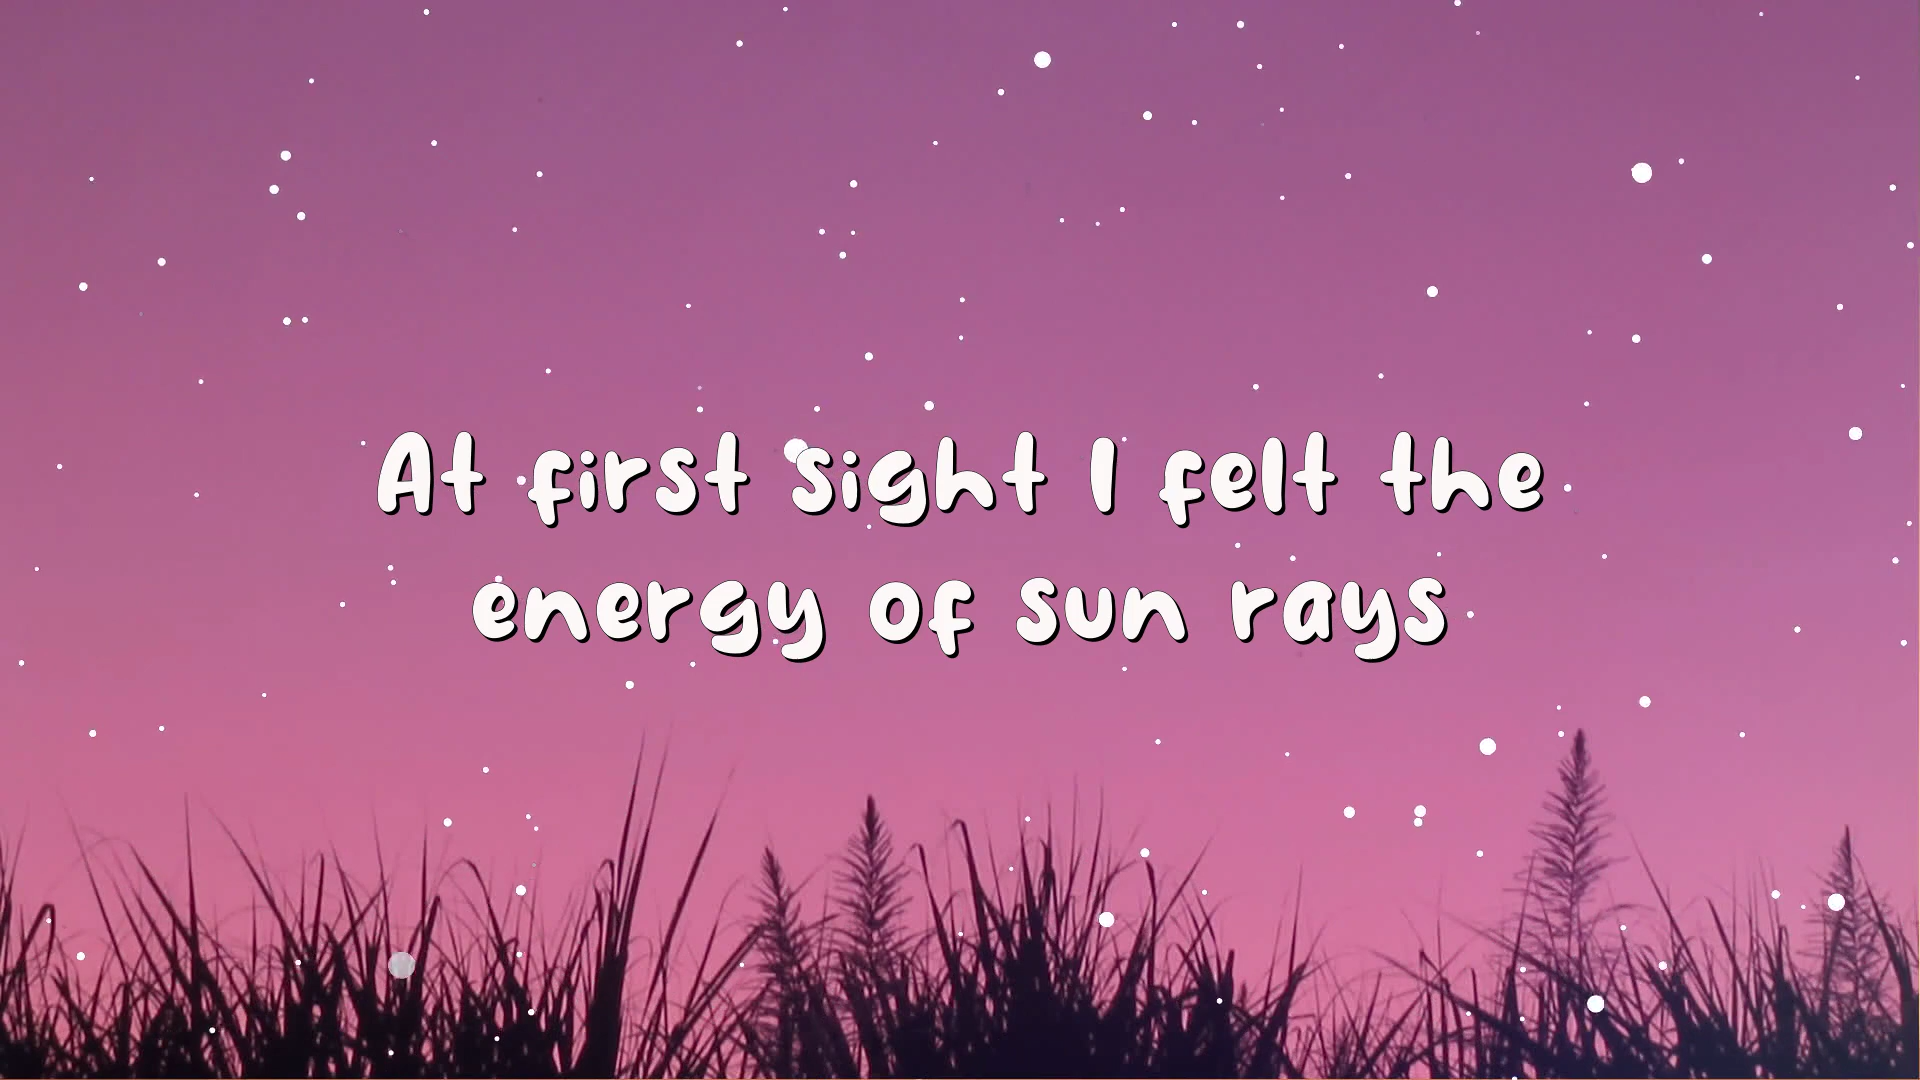 At first sight I felt the
energy of sun rays